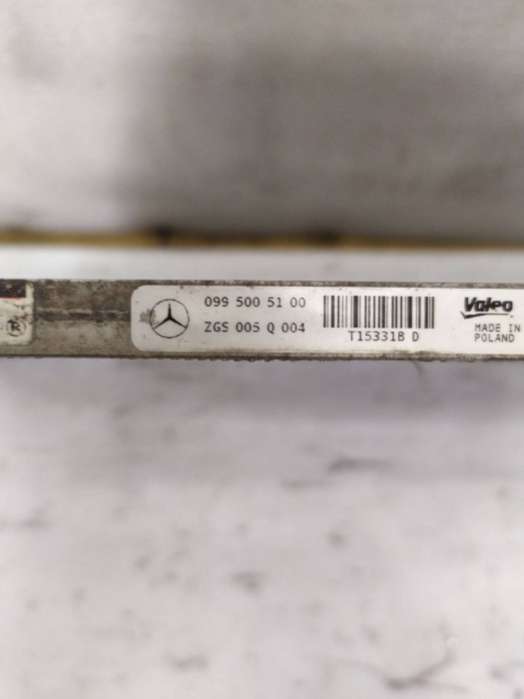 R
099 500 51 00
ZGS 005 Q 004
T15331B D
Valeo
MADE IN
POLAND